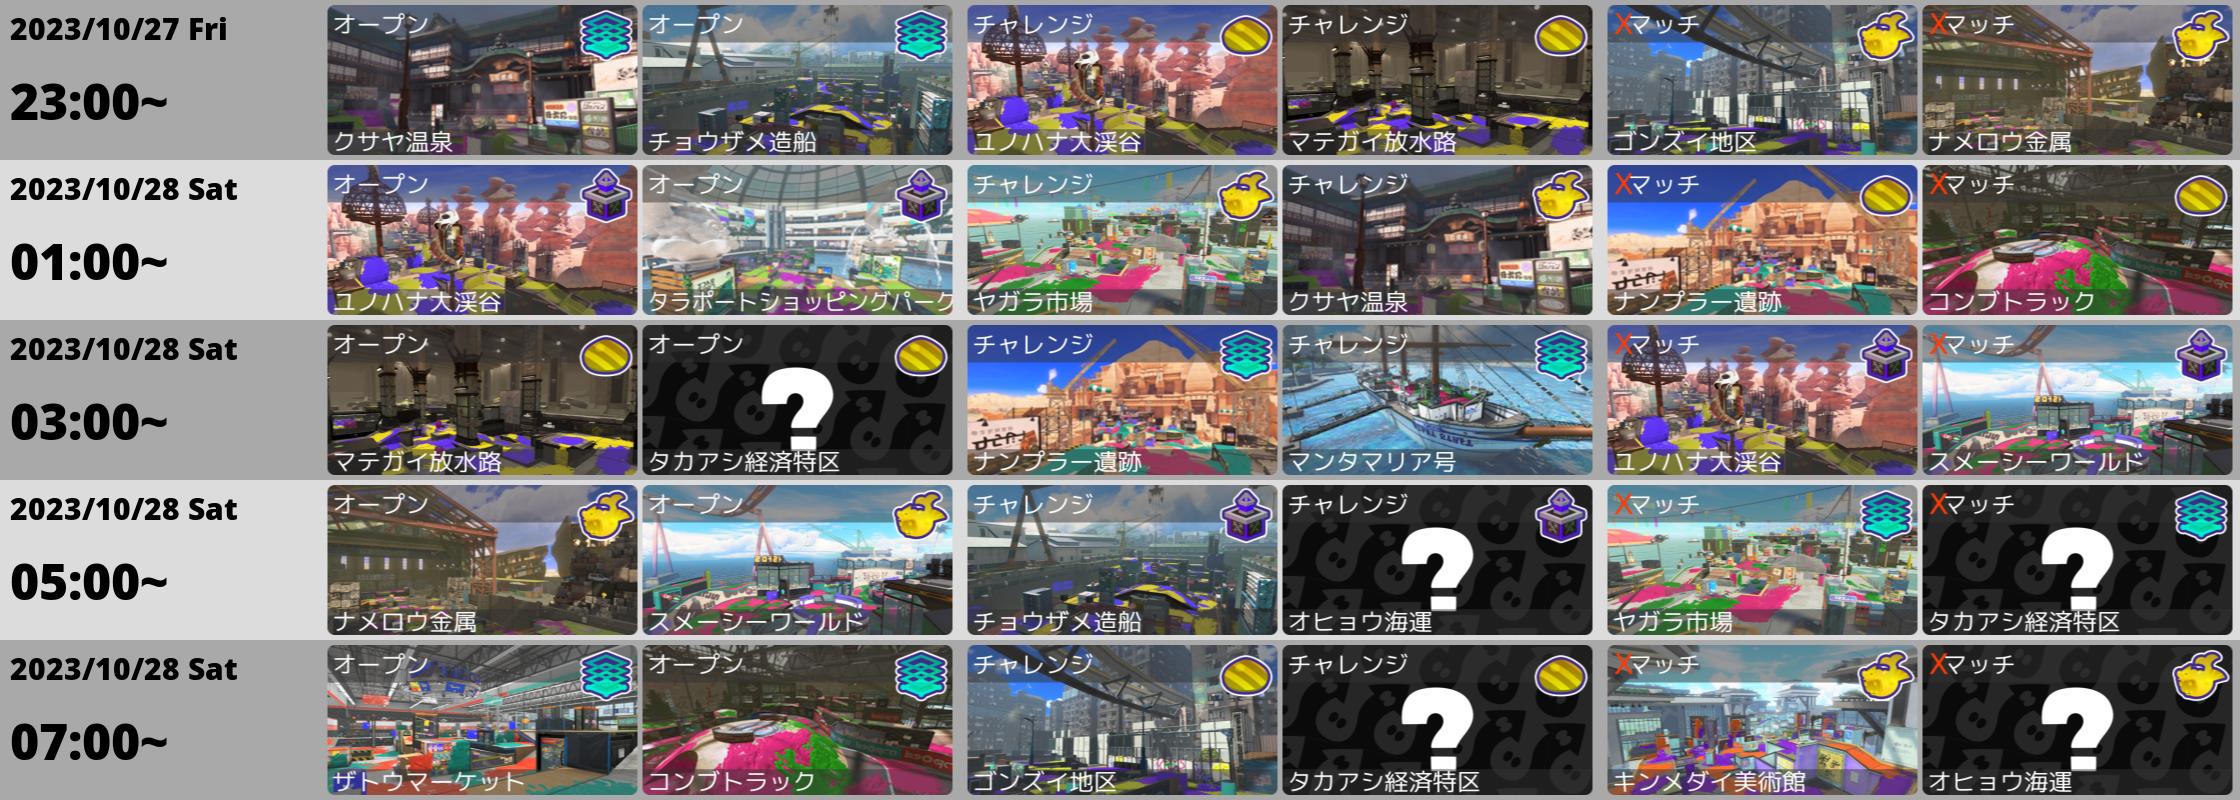 2023/10/27 Fri
23:00~
オープン
クサヤ温泉
オープン
チョウザメ造船
チャレンジ
ユノハナ大渓谷
チャレンジ
マテガイ放水路
Xマッチ
ゴンズイ地区
Xマッチ
ナメロウ金属
2023/10/28 Sat
01:00~
オープン
ユノハナ大渓谷
オープン
タラポートショッピングパーク
チャレンジ
ヤガラ市場
チャレンジ
クサヤ温泉
Xマッチ
ナンプラー遺跡
Xマッチ
コンブトラック
2023/10/28 Sat
03:00~
オープン
マテガイ放水路
オープン
?
タカアシ経済特区
チャレンジ
ナンプラー遺跡
チャレンジ
マンタマリア号
Xマッチ
ユノハナ大渓谷
Xマッチ
スメーシーワールド
2023/10/28 Sat
05:00~
オープン
ナメロウ金属
オープン
スメーシーワールド
チャレンジ
チョウザメ造船
チャレンジ
?
オヒョウ海運
Xマッチ
ヤガラ市場
Xマッチ
?
タカアシ経済特区
2023/10/28 Sat
07:00~
オープン
ザトウマーケット
オープン
コンブトラック
チャレンジ
ゴンズイ地区
チャレンジ
?
タカアシ経済特区
Xマッチ
キンメダイ美術館
Xマッチ
?
オヒョウ海運